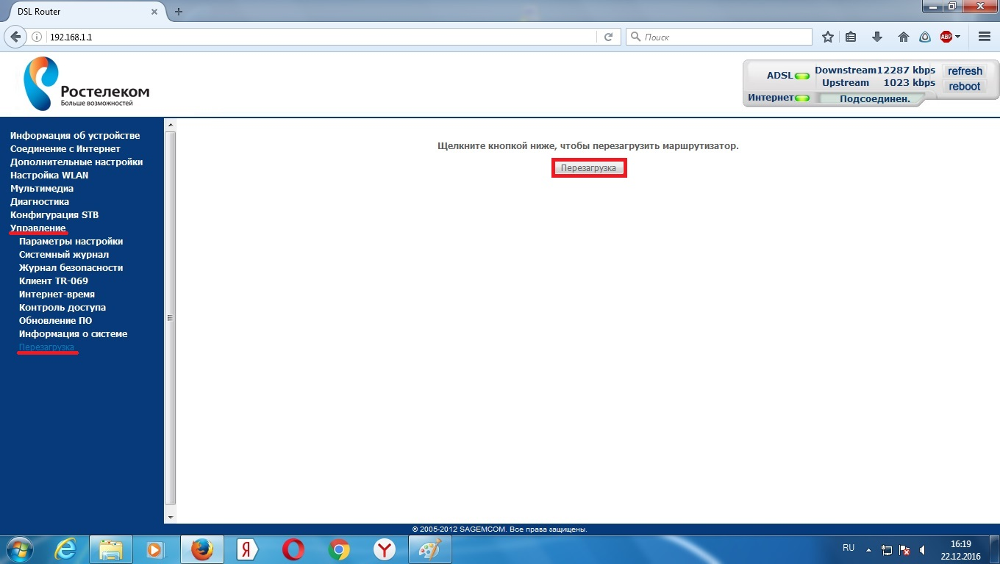 DSL Router
192.168.1.1
Поиск
ABP
Ростелеком
Больше возможностей
ADSL
Downstream 12287 kbps
Upstream 1023 kbps
refresh
reboot
Интернет
Подсоединен.
Информация об устройстве
Соединение с Интернет
Дополнительные настройки
Настройка WLAN
Мультимедиа
Диагностика
Конфигурация STB
Управление
Параметры настройки
Системный журнал
Журнал безопасности
Клиент TR-069
Интернет-время
Контроль доступа
Обновление ПО
Информация о системе
Перезагрузка
Щелкните кнопкой ниже, чтобы перезагрузить маршрутизатор.
Перезагрузка
© 2005-2012 SAGEMCOM. Все права защищены.
RU
16:19
22.12.2016